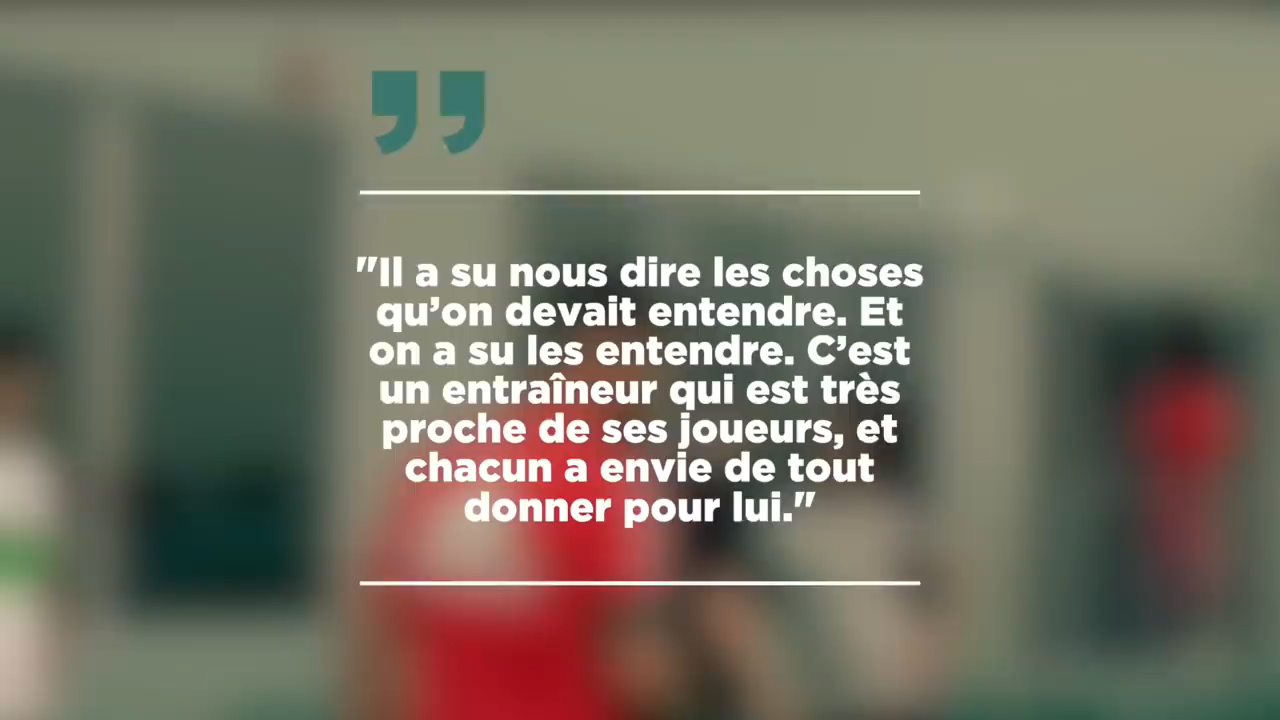 "Il a su nous dire les choses
qu’on devait entendre. Et
on a su les entendre. C’est
un entraîneur qui est très
proche de ses joueurs, et
chacun a envie de tout
donner pour lui."